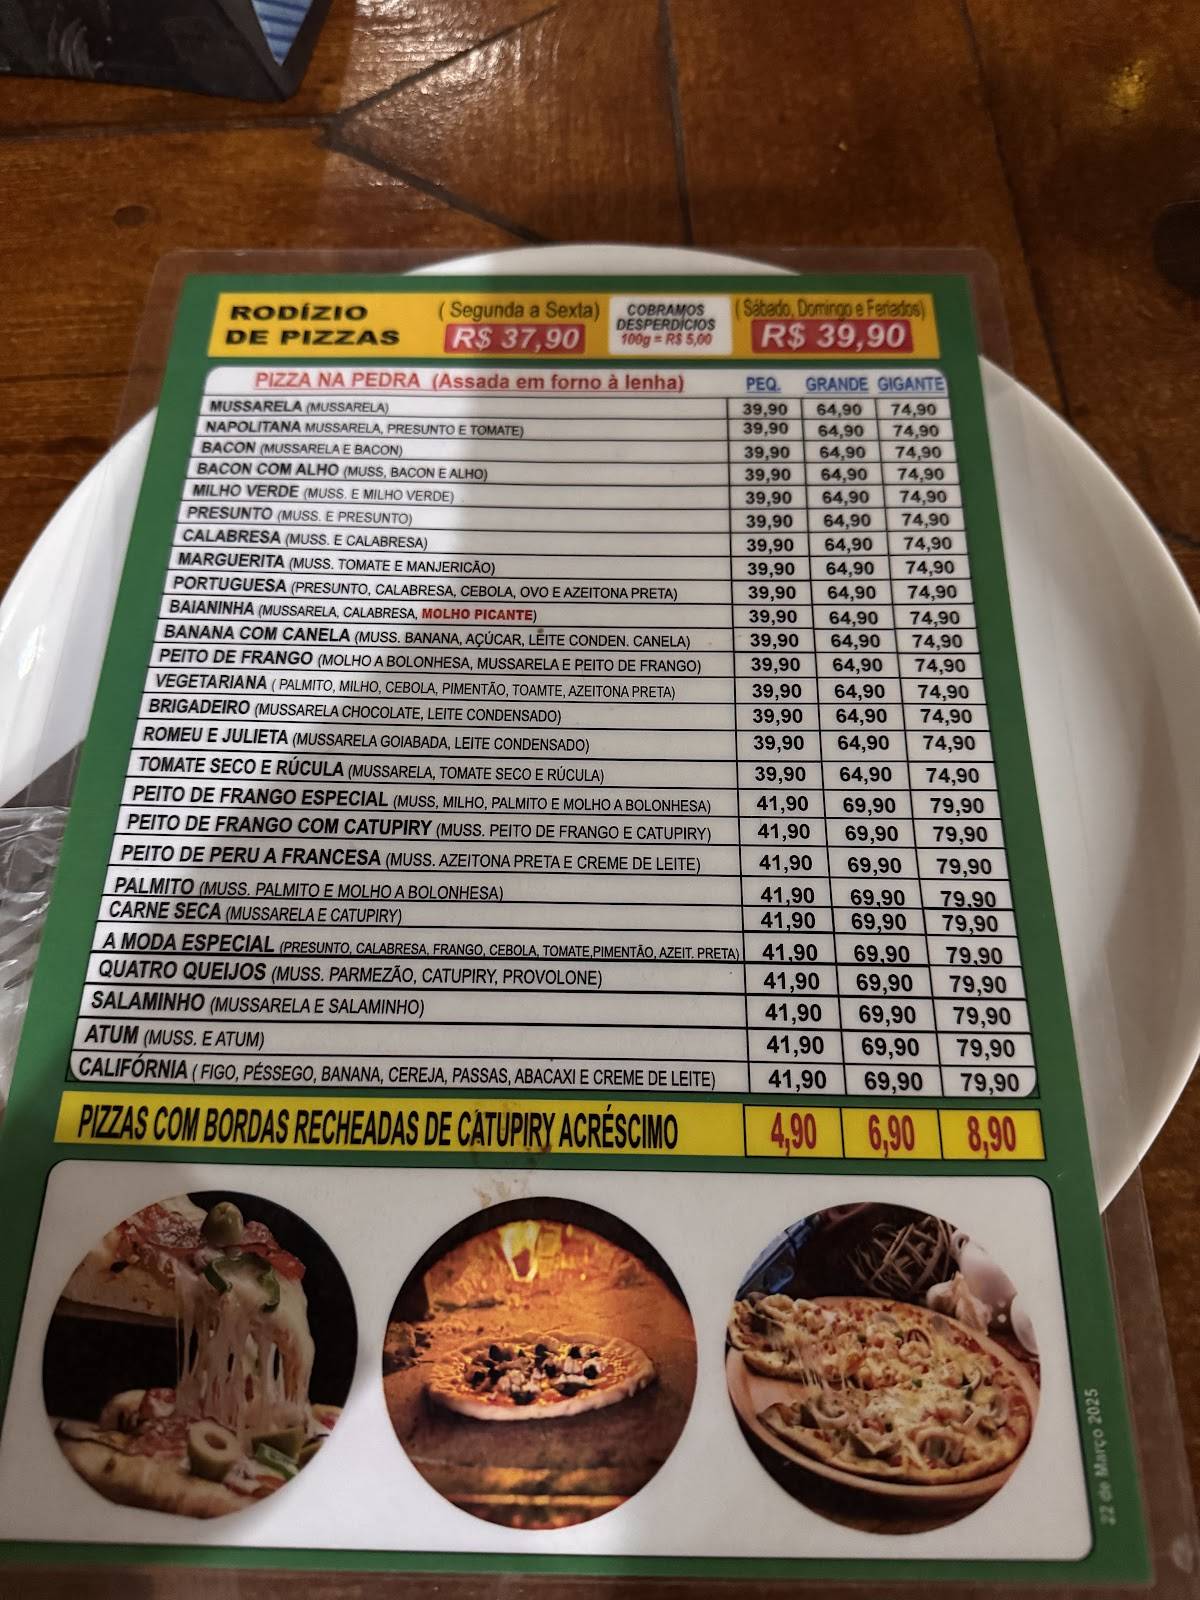 RODÍZIO DE PIZZAS
( Segunda a Sexta)
R$ 37,90
COBRAMOS
DESPERDÍCIOS
100g = R$ 5,00
( Sábado, Domingo e Feriados)
R$ 39,90
PIZZA NA PEDRA (Assada em forno à lenha) PEQ. GRANDE GIGANTE
MUSSARELA (MUSSARELA) 39,90 64,90 74,90
NAPOLITANA MUSSARELA, PRESUNTO E TOMATE) 39,90 64,90 74,90
BACON (MUSSARELA E BACON) 39,90 64,90 74,90
BACON COM ALHO (MUSS, BACON E ALHO) 39,90 64,90 74,90
MILHO VERDE (MUSS. E MILHO VERDE) 39,90 64,90 74,90
PRESUNTO (MUSS. E PRESUNTO) 39,90 64,90 74,90
CALABRESA (MUSS. E CALABRESA) 39,90 64,90 74,90
MARGUERITA (MUSS. TOMATE E MANJERICÃO) 39,90 64,90 74,90
PORTUGUESA (PRESUNTO, CALABRESA, CEBOLA, OVO E AZEITONA PRETA) 39,90 64,90 74,90
BAIANINHA (MUSSARELA, CALABRESA, MOLHO PICANTE) 39,90 64,90 74,90
BANANA COM CANELA (MUSS. BANANA, AÇÚCAR, LEITE CONDEN. CANELA) 39,90 64,90 74,90
PEITO DE FRANGO (MOLHO A BOLONHESA, MUSSARELA E PEITO DE FRANGO) 39,90 64,90 74,90
VEGETARIANA ( PALMITO, MILHO, CEBOLA, PIMENTÃO, TOAMTE, AZEITONA PRETA) 39,90 64,90 74,90
BRIGADEIRO (MUSSARELA CHOCOLATE, LEITE CONDENSADO) 39,90 64,90 74,90
ROMEU E JULIETA (MUSSARELA GOIABADA, LEITE CONDENSADO) 39,90 64,90 74,90
TOMATE SECO E RÚCULA (MUSSARELA, TOMATE SECO E RÚCULA) 39,90 64,90 74,90
PEITO DE FRANGO ESPECIAL (MUSS, MILHO, PALMITO E MOLHO A BOLONHESA) 41,90 69,90 79,90
PEITO DE FRANGO COM CATUPIRY (MUSS. PEITO DE FRANGO E CATUPIRY) 41,90 69,90 79,90
PEITO DE PERU A FRANCESA (MUSS. AZEITONA PRETA E CREME DE LEITE) 41,90 69,90 79,90
PALMITO (MUSS. PALMITO E MOLHO A BOLONHESA) 41,90 69,90 79,90
CARNE SECA (MUSSARELA E CATUPIRY) 41,90 69,90 79,90
A MODA ESPECIAL (PRESUNTO, CALABRESA, FRANGO, CEBOLA, TOMATE,PIMENTÃO, AZEIT. PRETA) 41,90 69,90 79,90
QUATRO QUEIJOS (MUSS. PARMEZÃO, CATUPIRY, PROVOLONE) 41,90 69,90 79,90
SALAMINHO (MUSSARELA E SALAMINHO) 41,90 69,90 79,90
ATUM (MUSS. E ATUM) 41,90 69,90 79,90
CALIFÓRNIA ( FIGO, PÉSSEGO, BANANA, CEREJA, PASSAS, ABACAXI E CREME DE LEITE) 41,90 69,90 79,90
PIZZAS COM BORDAS RECHEADAS DE CATUPIRY ACRÉSCIMO 4,90 6,90 8,90
22 de Março 2025